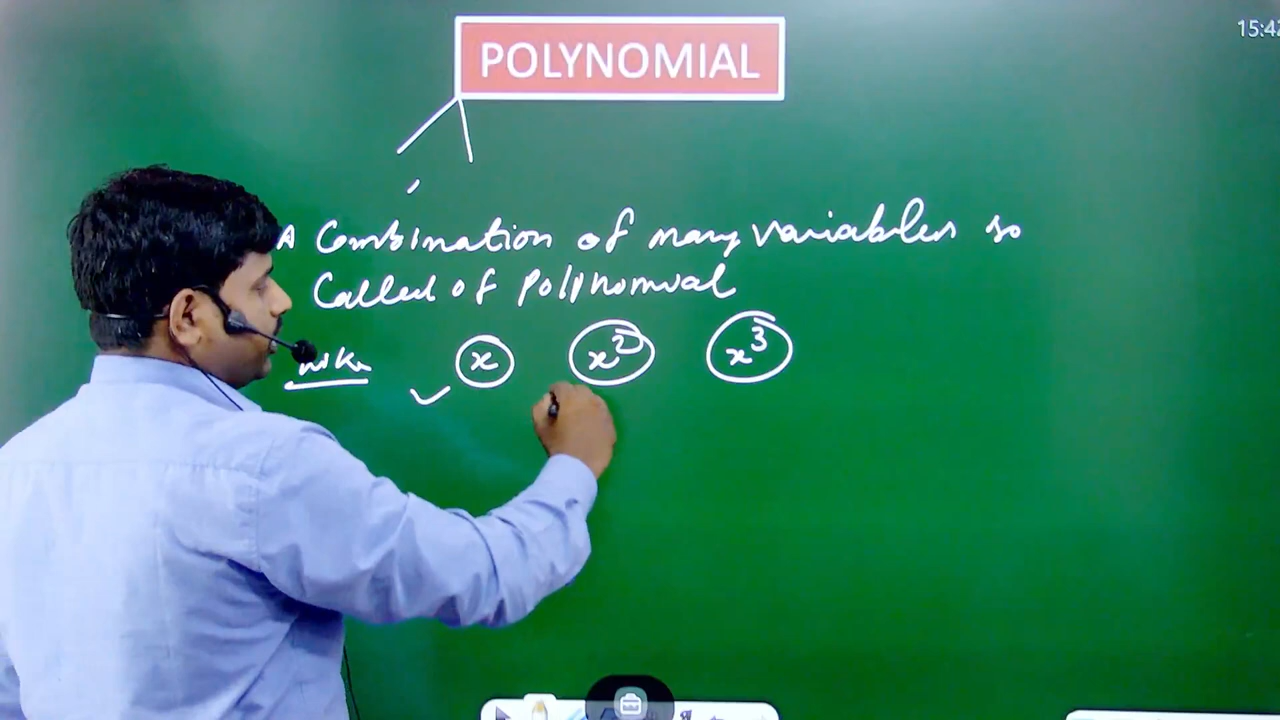 POLYNOMIAL
15:42
A Combination of many variables so
Called of Polynomial
x x² x³